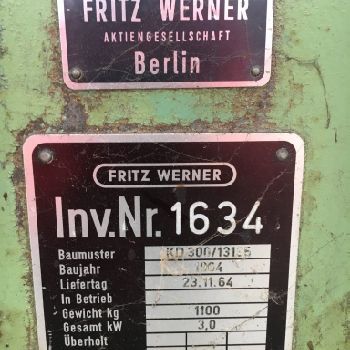 FRITZ WERNER
AKTIENGESELLSCHAFT
Berlin
FRITZ WERNER
Inv.Nr. 1634
Baumuster
Baujahr 1964
Liefertag 23.11.64
In Betrieb
Gewicht kg 1100
Gesamt kW 3,0
Überholt